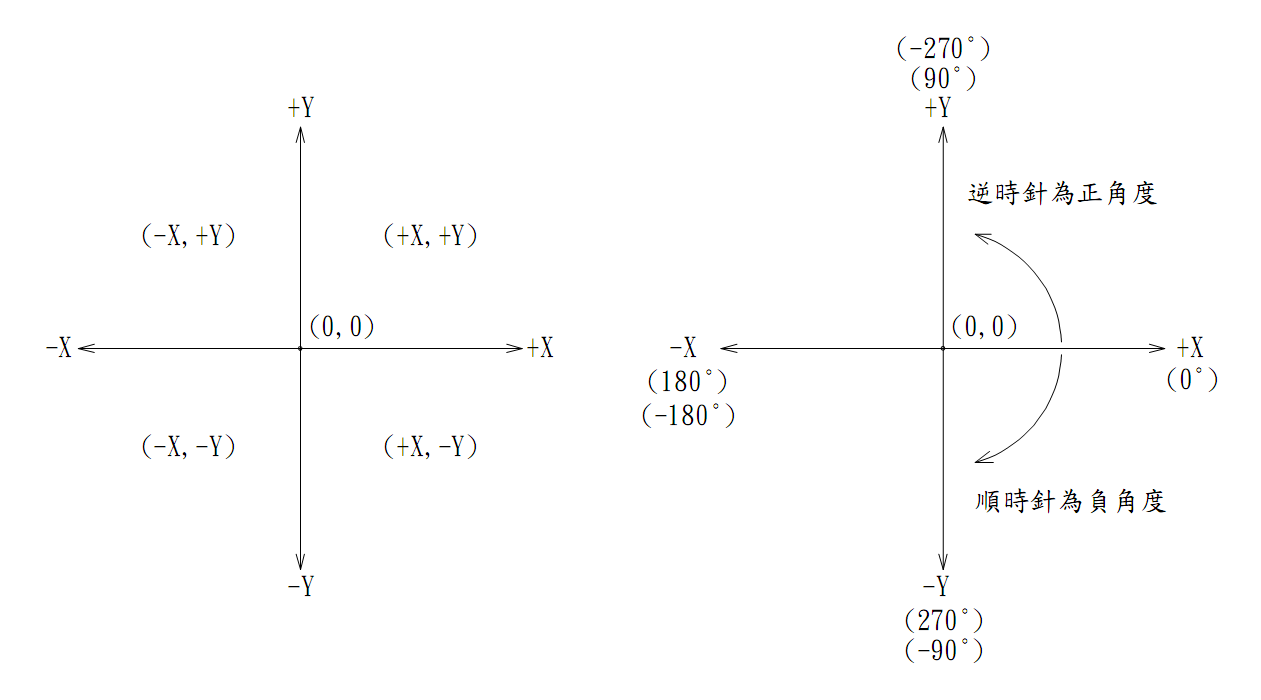 +Y
(-X,+Y)
(+X,+Y)
(0,0)
-X
+X
(-X,-Y)
(+X,-Y)
-Y
(-270°)
(90°)
+Y
逆時針為正角度
(0,0)
-X
(180°)
(-180°)
+X
(0°)
順時針為負角度
-Y
(270°)
(-90°)